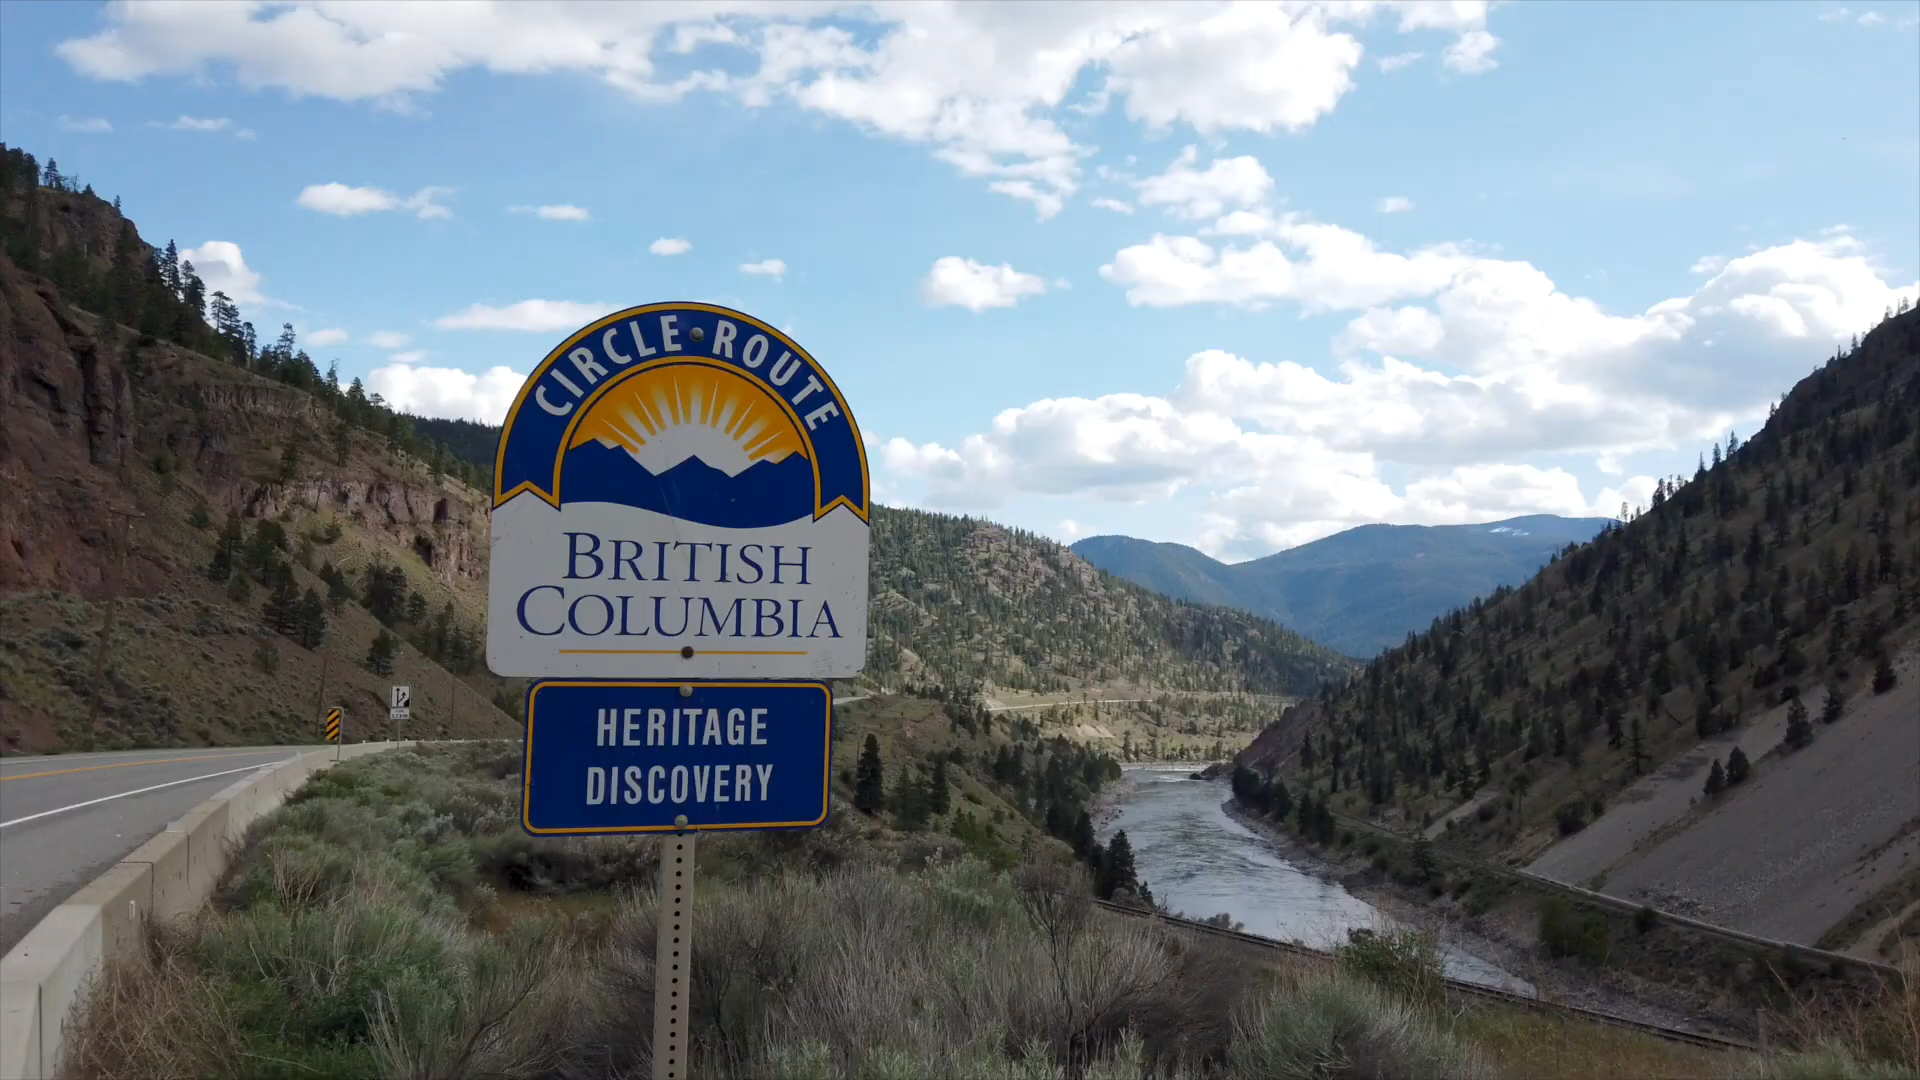 CIRCLE ROUTE
BRITISH
COLUMBIA
HERITAGE
DISCOVERY